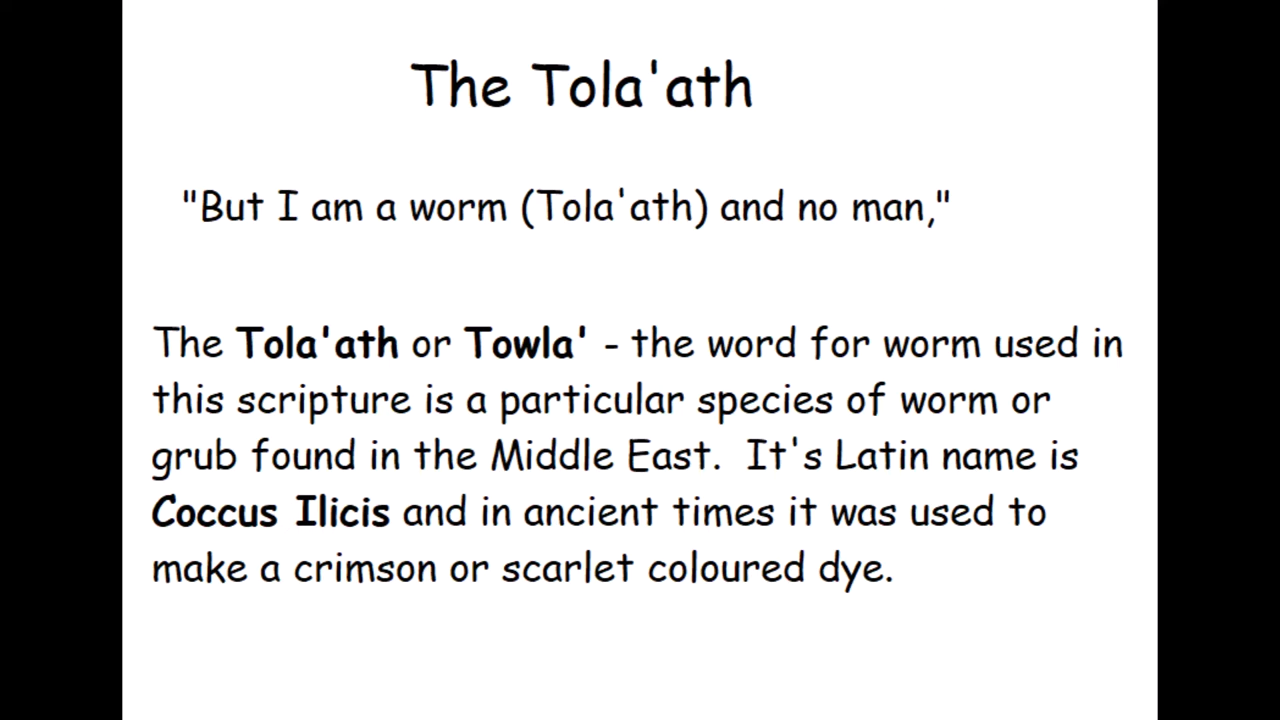 The Tola'ath
"But I am a worm (Tola'ath) and no man,"
The Tola'ath or Towla' - the word for worm used in
this scripture is a particular species of worm or
grub found in the Middle East.  It's Latin name is
Coccus Ilicis and in ancient times it was used to
make a crimson or scarlet coloured dye.